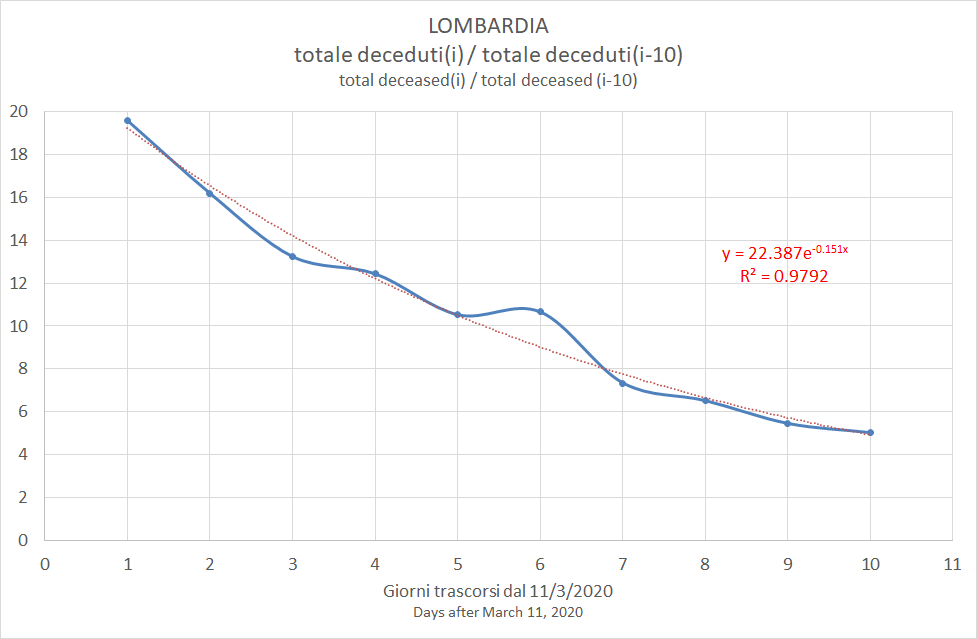 LOMBARDIA
totale deceduti(i) / totale deceduti(i-10)
total deceased(i) / total deceased (i-10)
20
18
16
14
12
10
8
6
4
2
0
y = 22.387e^-0.151x
R² = 0.9792
0 1 2 3 4 5 6 7 8 9 10 11
Giorni trascorsi dal 11/3/2020
Days after March 11, 2020